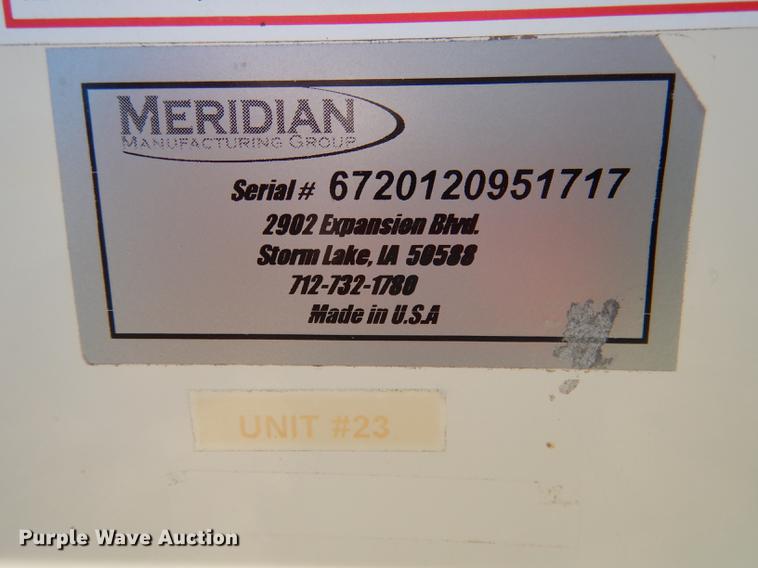 MERIDIAN
MANUFACTURING GROUP
Serial # 6720120951717
2902 Expansion Blvd.
Storm Lake, IA 50588
712-732-1780
Made in U.S.A
UNIT #23
Purple Wave Auction